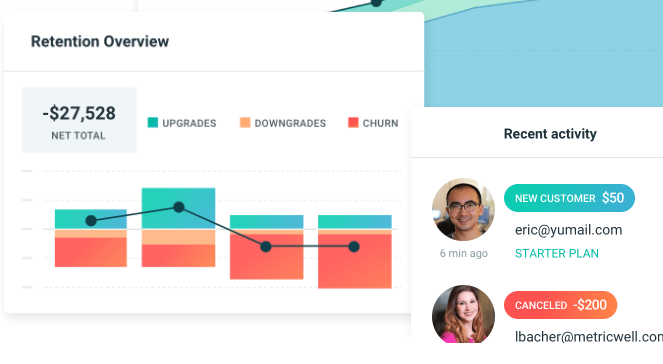 Retention Overview
-$27,528
NET TOTAL
UPGRADES
DOWNGRADES
CHURN
Recent activity
NEW CUSTOMER $50
eric@yumail.com
6 min ago
STARTER PLAN
CANCELED -$200
lbacher@metricwell.com